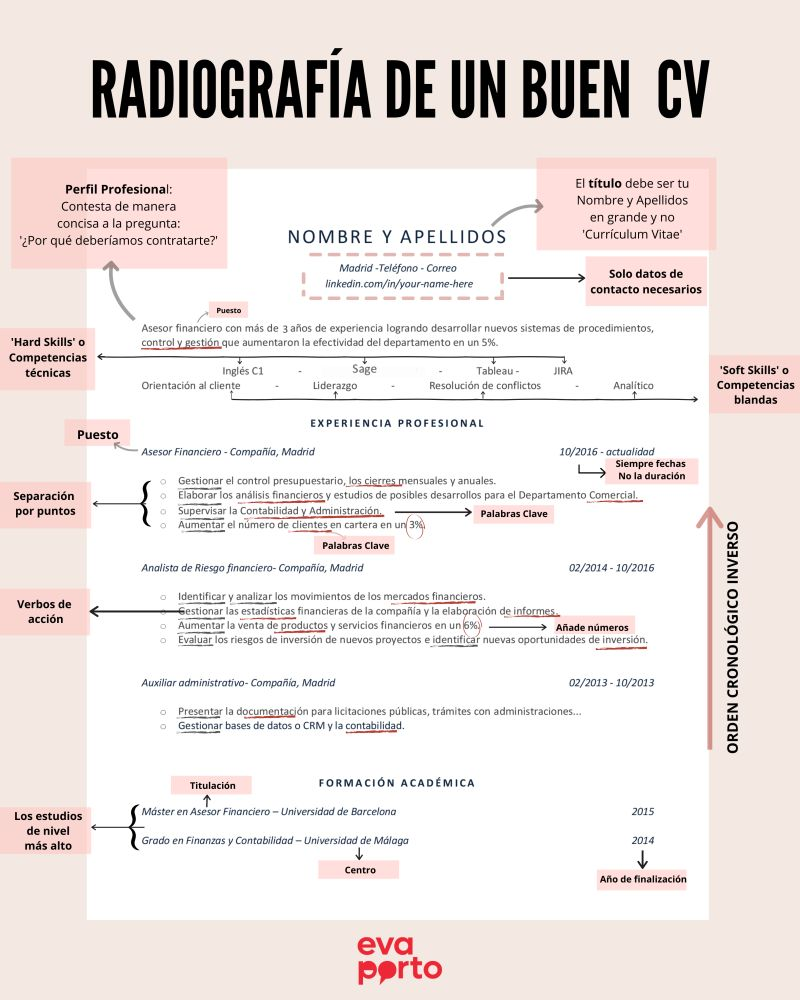 RADIOGRAFÍA DE UN BUEN CV
Perfil Profesional:
Contesta de manera
concisa a la pregunta:
'¿Por qué deberíamos contratarte?'
El título debe ser tu
Nombre y Apellidos
en grande y no
'Currículum Vitae'
NOMBRE Y APELLIDOS
Madrid -Teléfono - Correo
linkedin.com/in/your-name-here
Solo datos de
contacto necesarios
Puesto
Asesor financiero con más de 3 años de experiencia logrando desarrollar nuevos sistemas de procedimientos,
control y gestión que aumentaron la efectividad del departamento en un 5%.
'Hard Skills' o
Competencias
técnicas
Inglés C1 - Sage - Tableau - JIRA
Orientación al cliente - Liderazgo - Resolución de conflictos - Analítico
'Soft Skills' o
Competencias
blandas
EXPERIENCIA PROFESIONAL
Puesto
Asesor Financiero - Compañía, Madrid 10/2016 - actualidad
Siempre fechas
No la duración
Separación
por puntos
o Gestionar el control presupuestario, los cierres mensuales y anuales.
o Elaborar los análisis financieros y estudios de posibles desarrollos para el Departamento Comercial.
o Supervisar la Contabilidad y Administración.
Palabras Clave
o Aumentar el número de clientes en cartera en un 3%.
Palabras Clave
Analista de Riesgo financiero- Compañía, Madrid 02/2014 - 10/2016
Verbos de
acción
o Identificar y analizar los movimientos de los mercados financieros.
o Gestionar las estadísticas financieras de la compañía y la elaboración de informes.
o Aumentar la venta de productos y servicios financieros en un 6%.
Añade números
o Evaluar los riesgos de inversión de nuevos proyectos e identificar nuevas oportunidades de inversión.
ORDEN CRONOLÓGICO INVERSO
Auxiliar administrativo- Compañía, Madrid 02/2013 - 10/2013
o Presentar la documentación para licitaciones públicas, trámites con administraciones...
o Gestionar bases de datos o CRM y la contabilidad.
FORMACIÓN ACADÉMICA
Titulación
Los estudios
de nivel
más alto
Máster en Asesor Financiero – Universidad de Barcelona 2015
Grado en Finanzas y Contabilidad – Universidad de Málaga 2014
Centro
Año de finalización
eva
porto